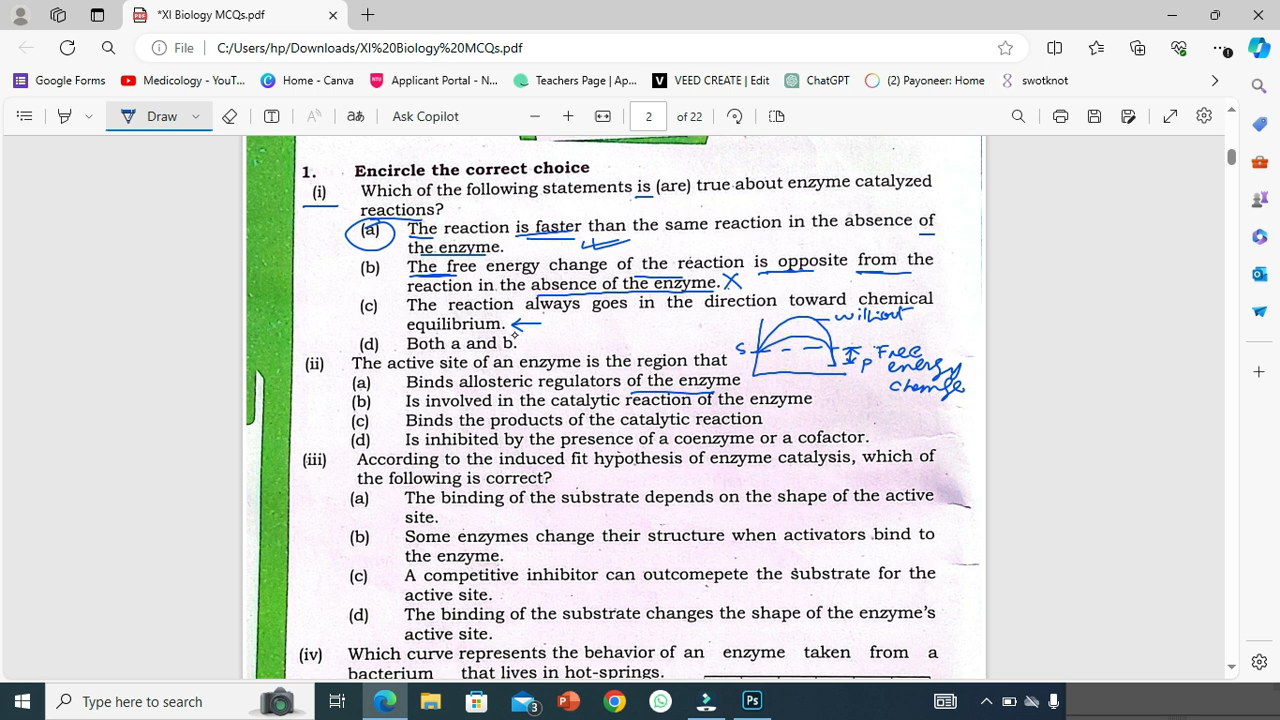 *XI Biology MCQs.pdf
File C:/Users/hp/Downloads/XI%20Biology%20MCQs.pdf
Google Forms Medicology - YouT... Home - Canva Applicant Portal - N... Teachers Page | Ap... VEED CREATE | Edit ChatGPT (2) Payoneer: Home swotknot
Draw Ask Copilot 2 of 22
1. Encircle the correct choice
(i) Which of the following statements is (are) true about enzyme catalyzed
reactions?
(a) The reaction is faster than the same reaction in the absence of
the enzyme.
(b) The free energy change of the reaction is opposite from the
reaction in the absence of the enzyme. X
(c) The reaction always goes in the direction toward chemical
equilibrium.
without
(d) Both a and b.
S
P
Free
energy
change
(ii) The active site of an enzyme is the region that
(a) Binds allosteric regulators of the enzyme
(b) Is involved in the catalytic reaction of the enzyme
(c) Binds the products of the catalytic reaction
(d) Is inhibited by the presence of a coenzyme or a cofactor.
(iii) According to the induced fit hypothesis of enzyme catalysis, which of
the following is correct?
(a) The binding of the substrate depends on the shape of the active
site.
(b) Some enzymes change their structure when activators bind to
the enzyme.
(c) A competitive inhibitor can outcomepete the substrate for the
active site.
(d) The binding of the substrate changes the shape of the enzyme's
active site.
(iv) Which curve represents the behavior of an enzyme taken from a
bacterium that lives in hot-springs.
Type here to search
3
Ps